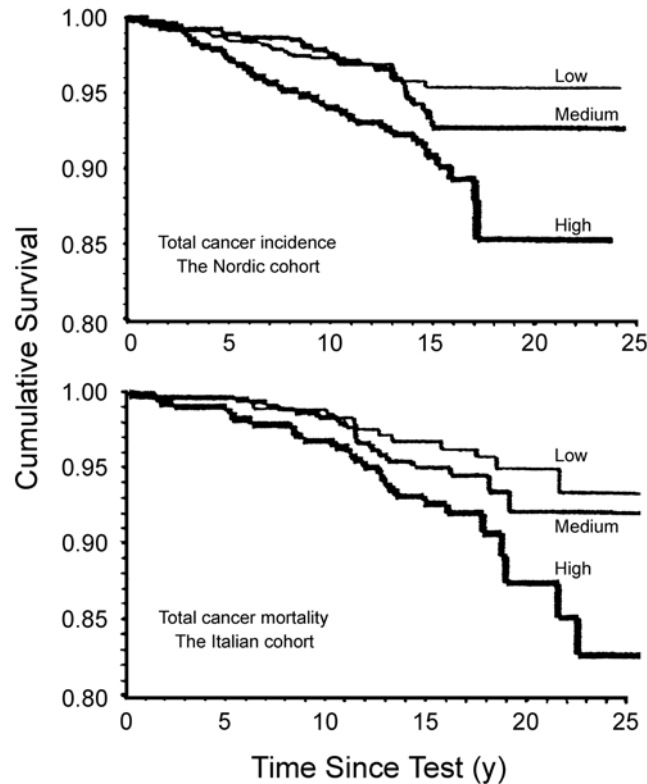 Cumulative Survival
1.00
0.95
0.90
0.85
0.80
Low
Medium
High
Total cancer incidence
The Nordic cohort
0 5 10 15 20 25
1.00
0.95
0.90
0.85
0.80
Low
Medium
High
Total cancer mortality
The Italian cohort
0 5 10 15 20 25
Time Since Test (y)